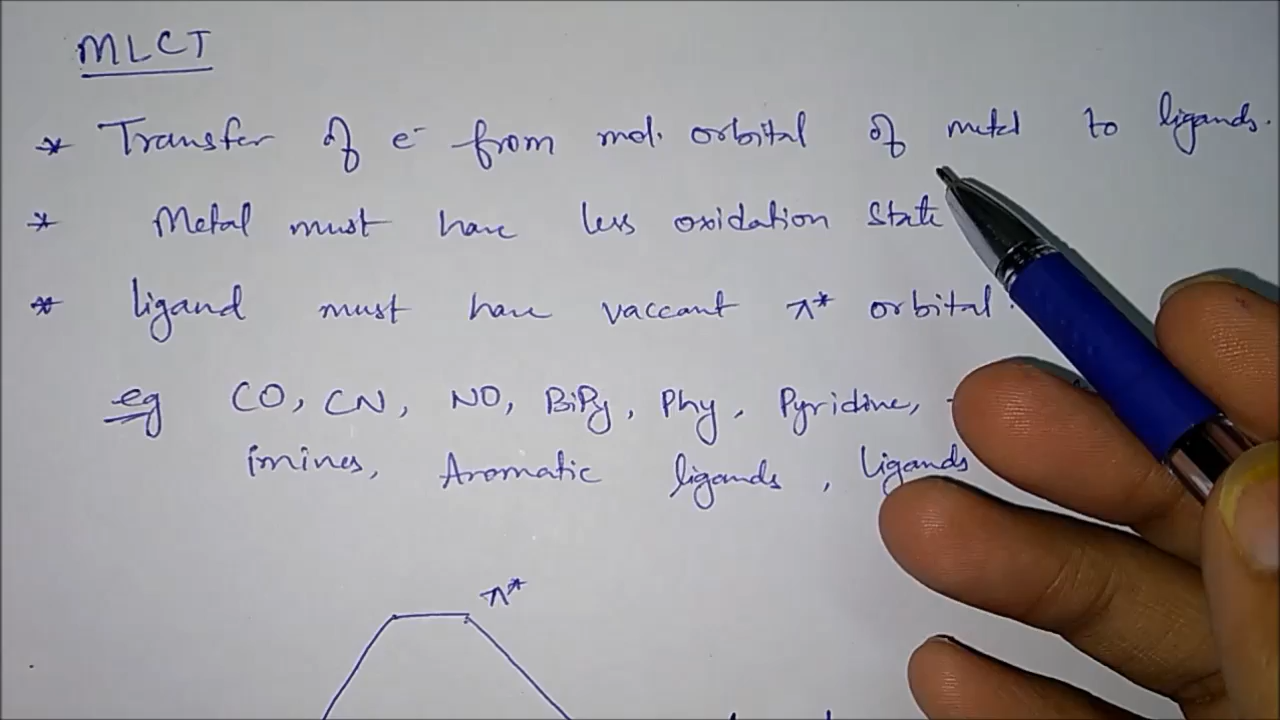 MLCT
* Transfer of e⁻ from mol. orbital of metal to ligands.
* Metal must have less oxidation state
* ligand must have vaccant π* orbital.
eg CO, CN, NO, BiPy, Phy, Pyridine,
imines, Aromatic ligands, ligands
π*